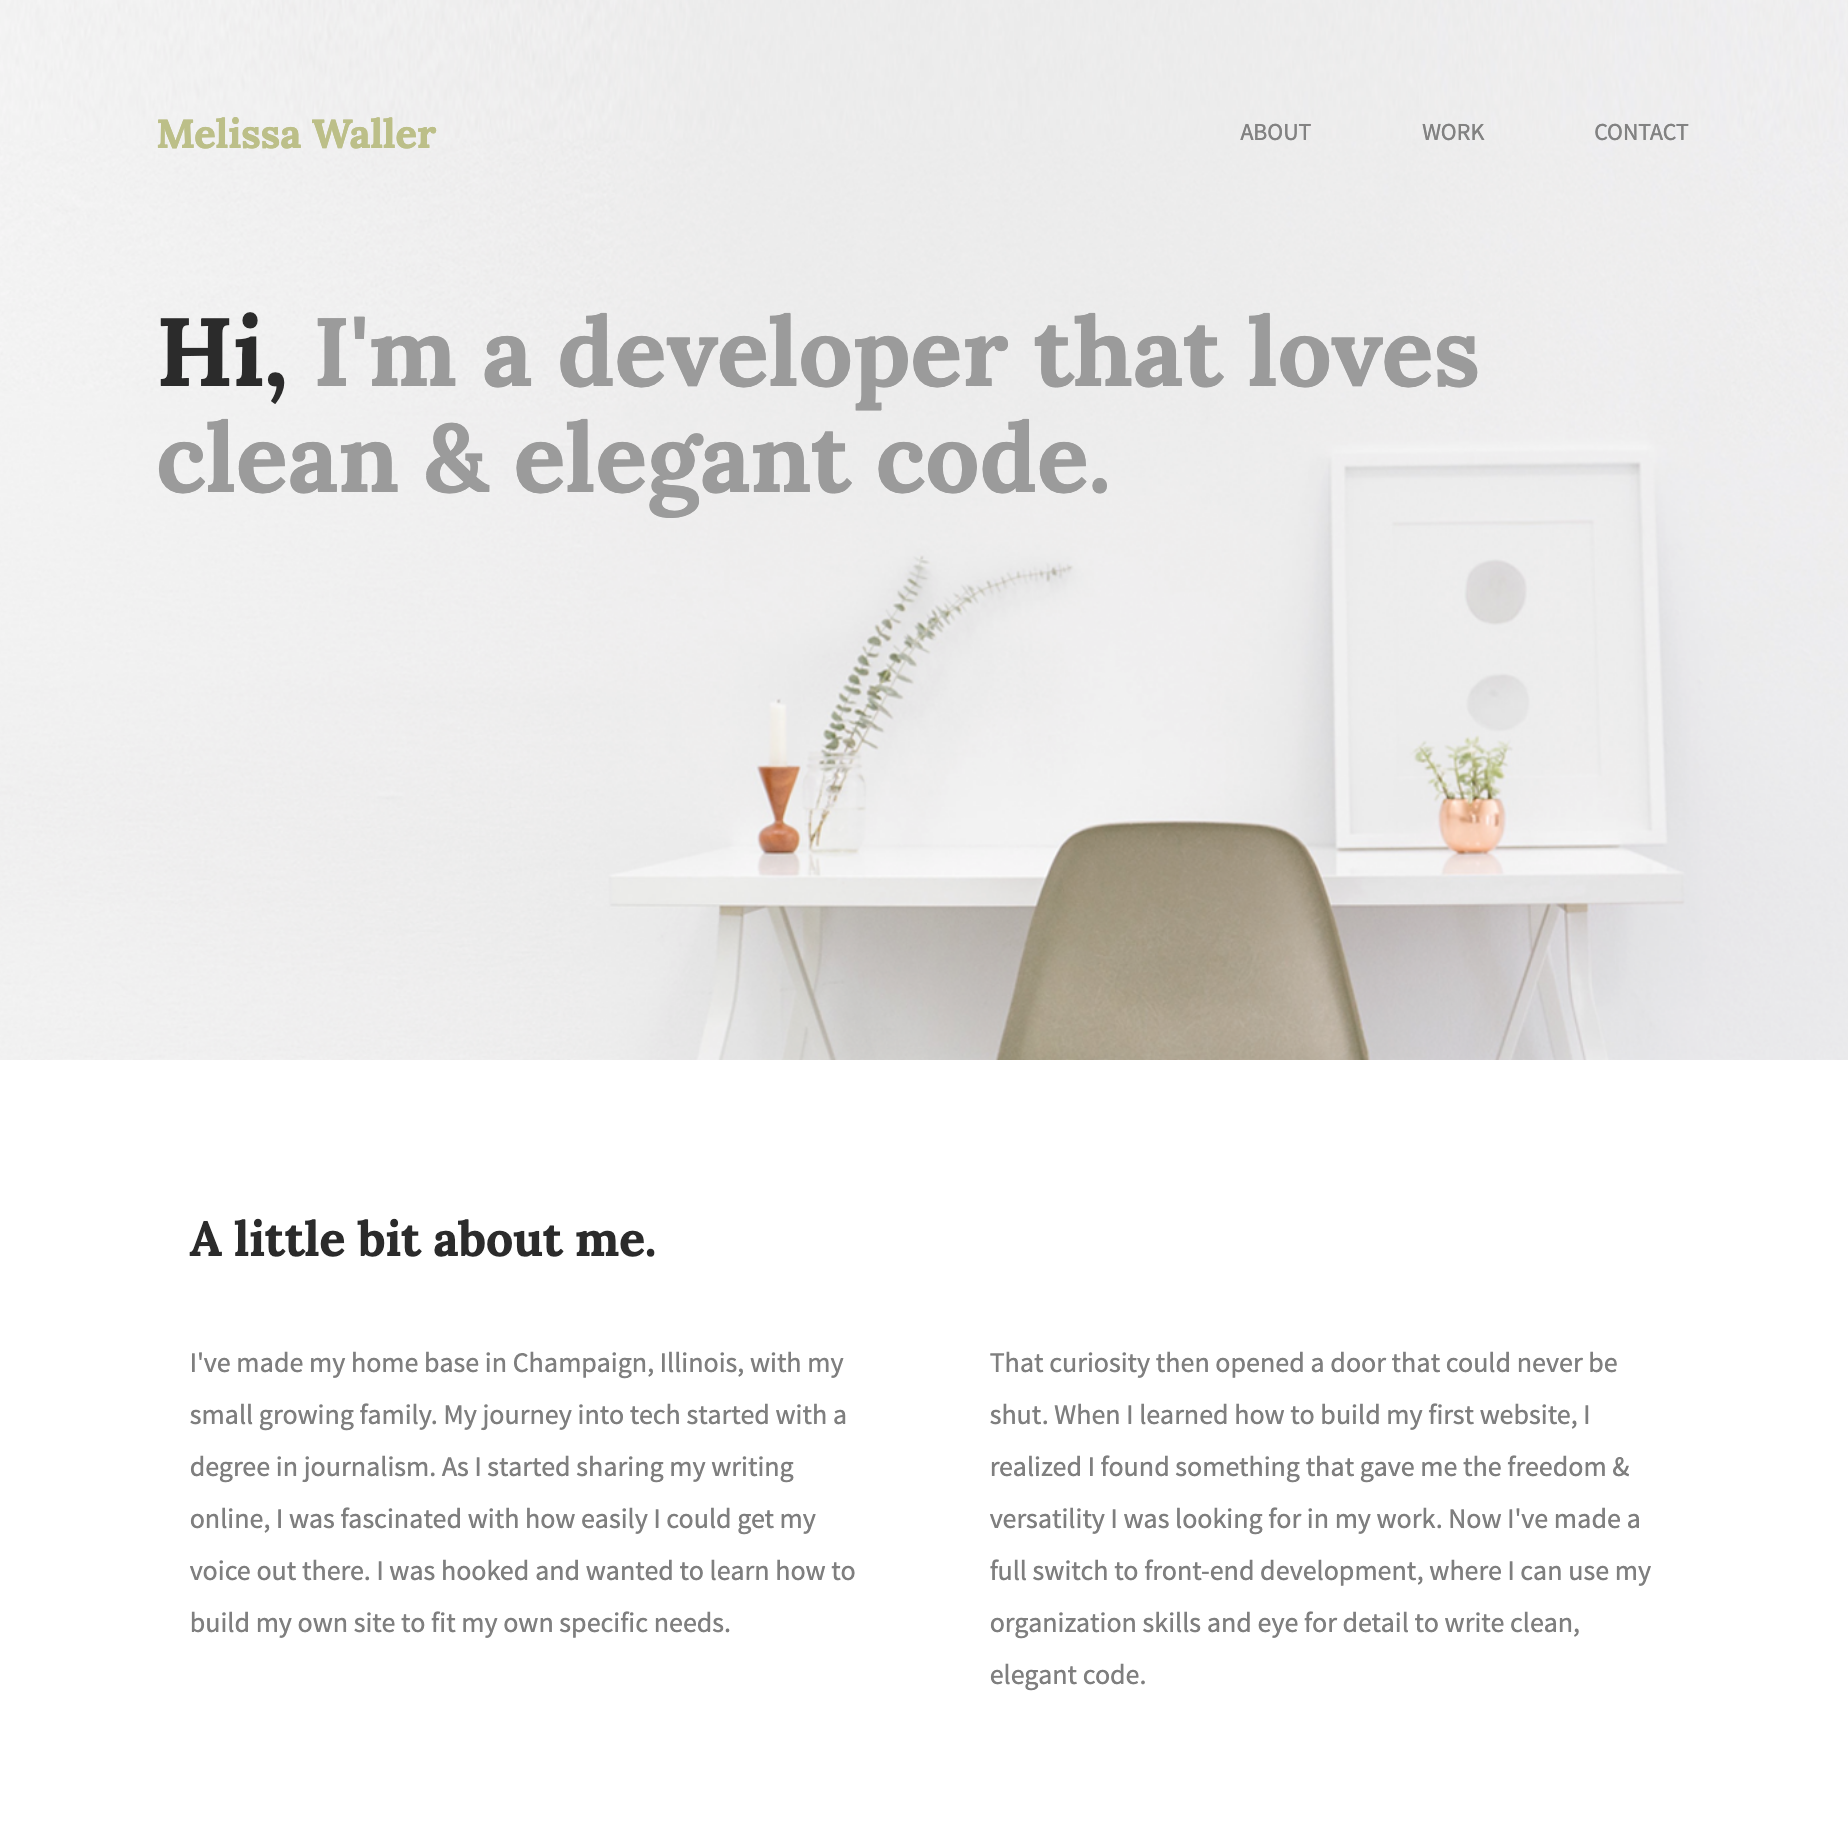 Melissa Waller
ABOUT WORK CONTACT
Hi, I'm a developer that loves
clean & elegant code.
A little bit about me.
I've made my home base in Champaign, Illinois, with my
small growing family. My journey into tech started with a
degree in journalism. As I started sharing my writing
online, I was fascinated with how easily I could get my
voice out there. I was hooked and wanted to learn how to
build my own site to fit my own specific needs.
That curiosity then opened a door that could never be
shut. When I learned how to build my first website, I
realized I found something that gave me the freedom &
versatility I was looking for in my work. Now I've made a
full switch to front-end development, where I can use my
organization skills and eye for detail to write clean,
elegant code.